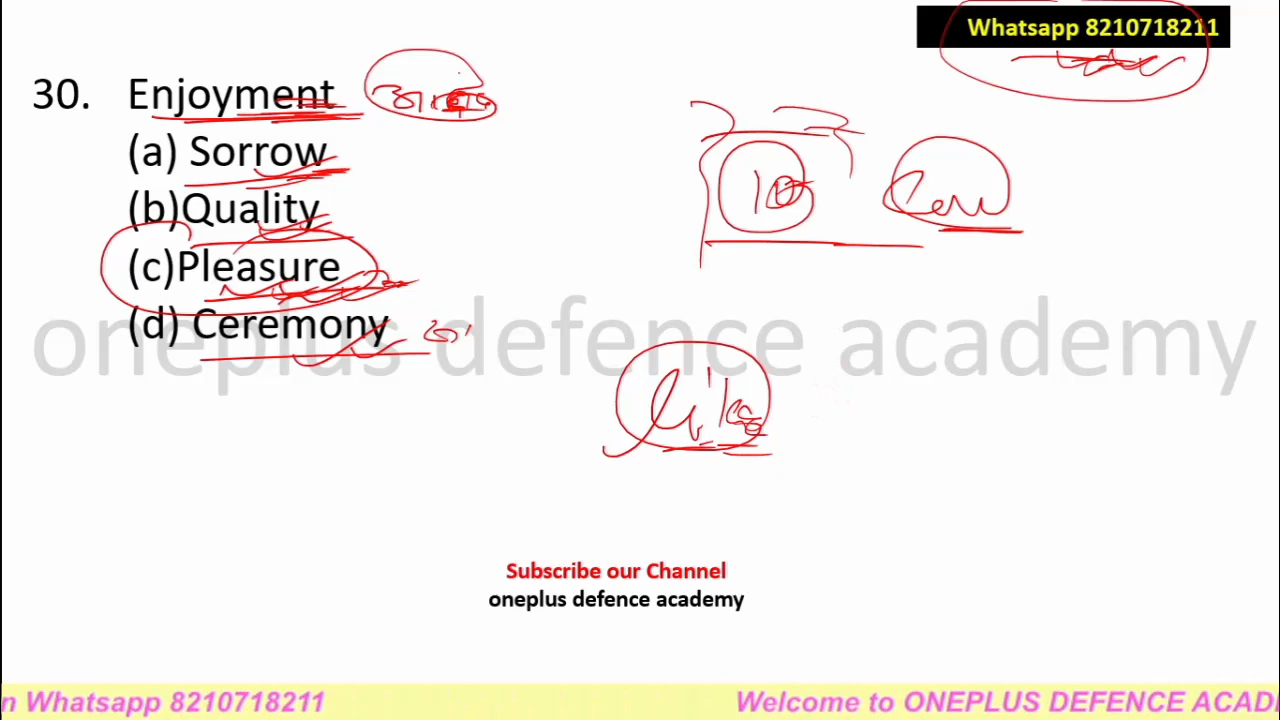 Whatsapp 8210718211
30. Enjoyment
(a) Sorrow
(b)Quality
(c)Pleasure
(d) Ceremony
oneplus defence academy
Like
Subscribe our Channel
oneplus defence academy
n Whatsapp 8210718211 Welcome to ONEPLUS DEFENCE ACAD